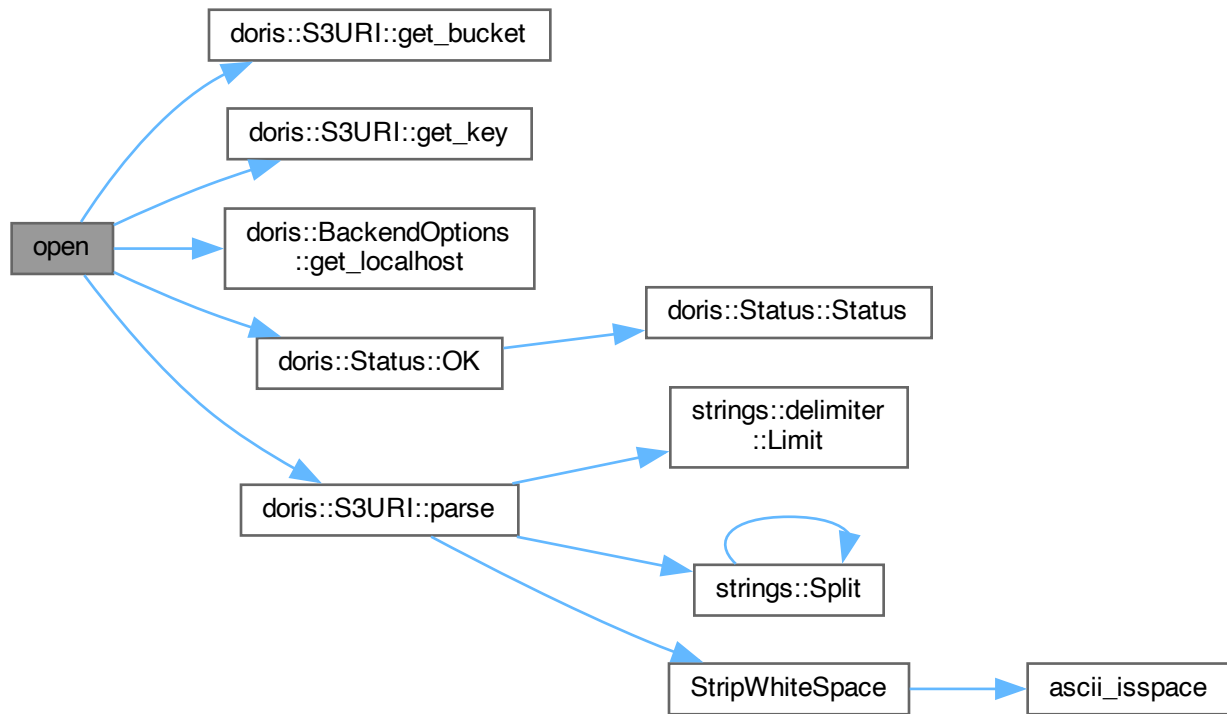 doris::S3URI::get_bucket
doris::S3URI::get_key
open
doris::BackendOptions
::get_localhost
doris::Status::Status
doris::Status::OK
strings::delimiter
::Limit
doris::S3URI::parse
strings::Split
StripWhiteSpace
ascii_isspace